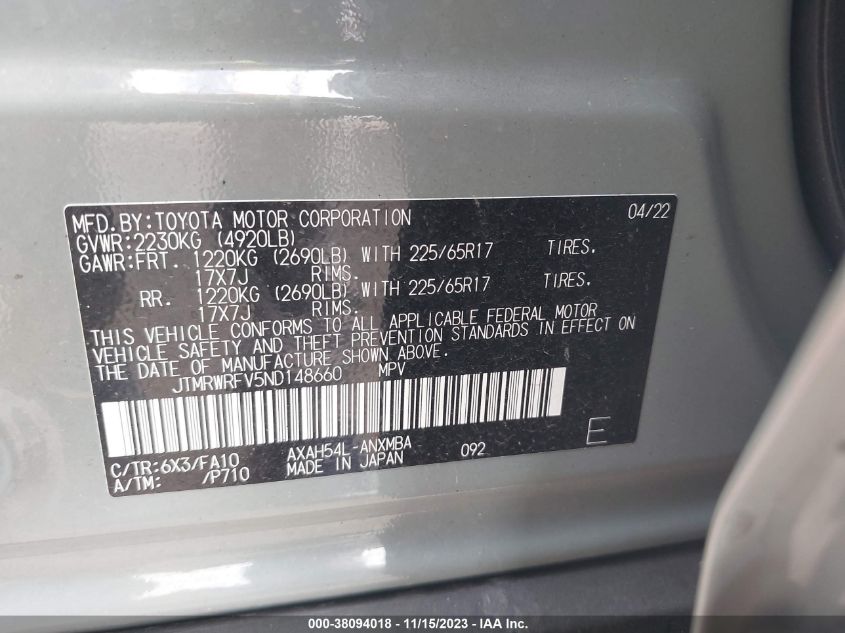 MFD.BY:TOYOTA MOTOR CORPORATION 04/22
GVWR:2230KG (4920LB)
GAWR:FRT. 1220KG (2690LB) WITH 225/65R17 TIRES,
17X7J RIMS.
RR. 1220KG (2690LB) WITH 225/65R17 TIRES,
17X7J RIMS.
THIS VEHICLE CONFORMS TO ALL APPLICABLE FEDERAL MOTOR
VEHICLE SAFETY AND THEFT PREVENTION STANDARDS IN EFFECT ON
THE DATE OF MANUFACTURE SHOWN ABOVE.
JTMRWRFV5ND148660 MPV
C/TR:6X3/FA10 AXAH54L-ANXMBA 092 E
A/TM: /P710 MADE IN JAPAN
000-38094018 - 11/15/2023 - IAAI.com